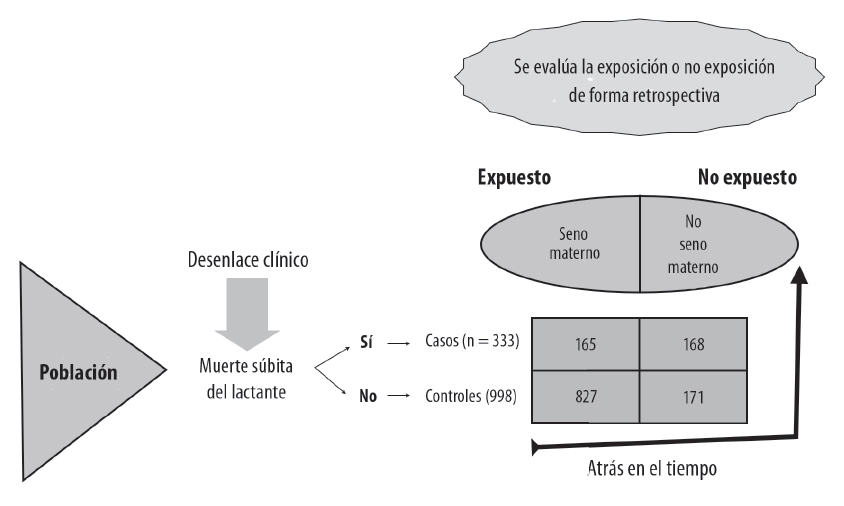 Se evalúa la exposición o no exposición
de forma retrospectiva
Expuesto
No expuesto
Seno
materno
No
seno
materno
Desenlace clínico
Población
Muerte súbita
del lactante
Sí
Casos (n = 333)
165
168
No
Controles (998)
827
171
Atrás en el tiempo